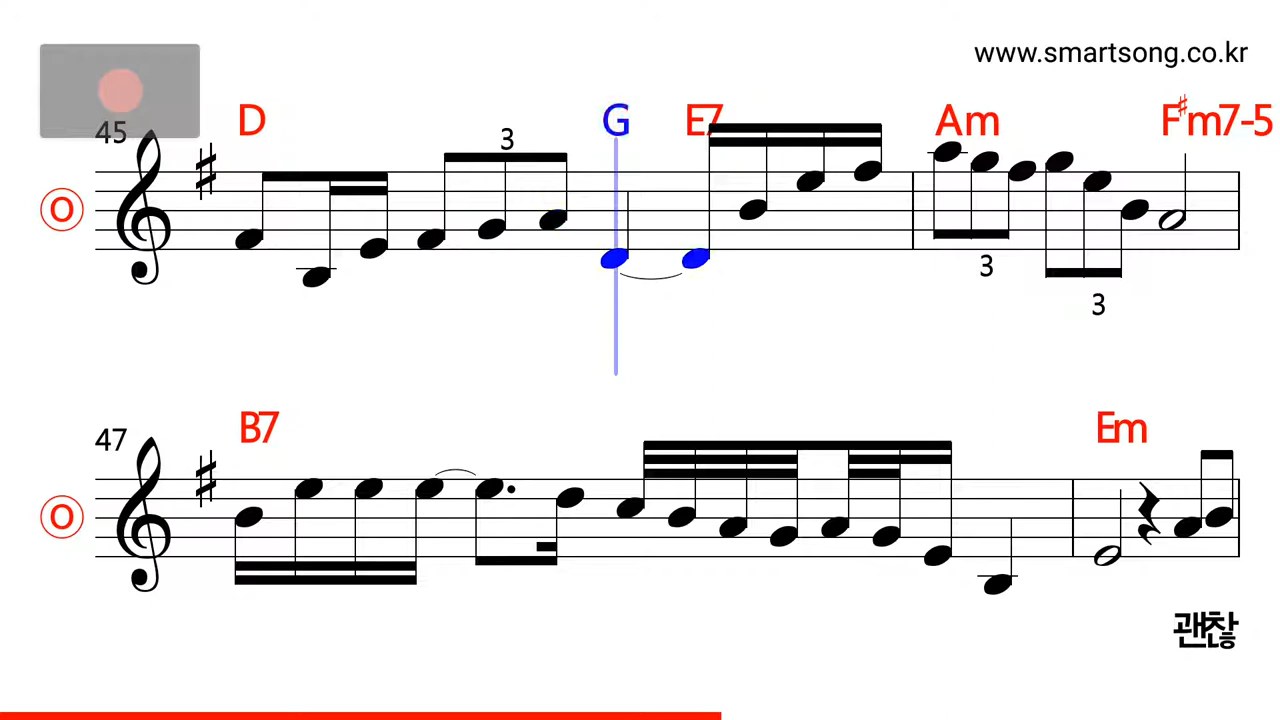 www.smartsong.co.kr
D G E7 Am F♯m7-5
45
3
O
3
3
B7 Em
47
O
괜찮